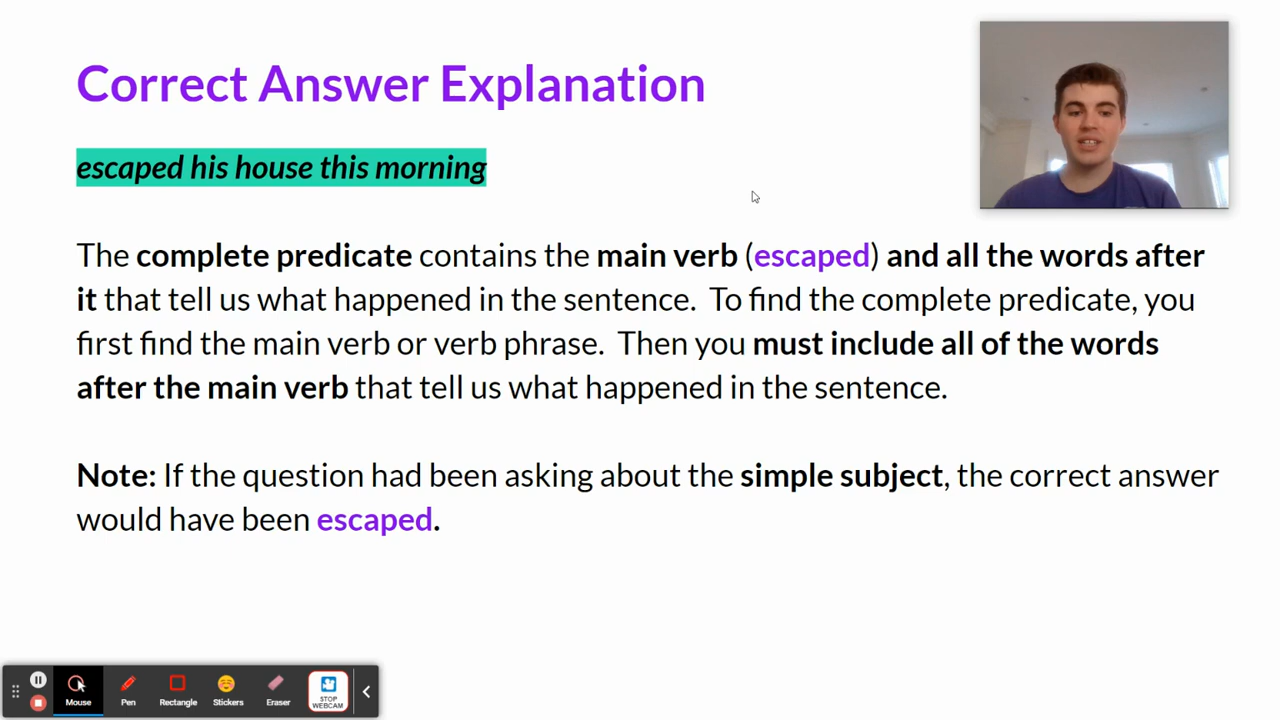 Correct Answer Explanation
escaped his house this morning
The complete predicate contains the main verb (escaped) and all the words after
it that tell us what happened in the sentence.  To find the complete predicate, you
first find the main verb or verb phrase.  Then you must include all of the words
after the main verb that tell us what happened in the sentence.
Note: If the question had been asking about the simple subject, the correct answer
would have been escaped.
Mouse
Pen
Rectangle
Stickers
Eraser
STOP
WEBCAM